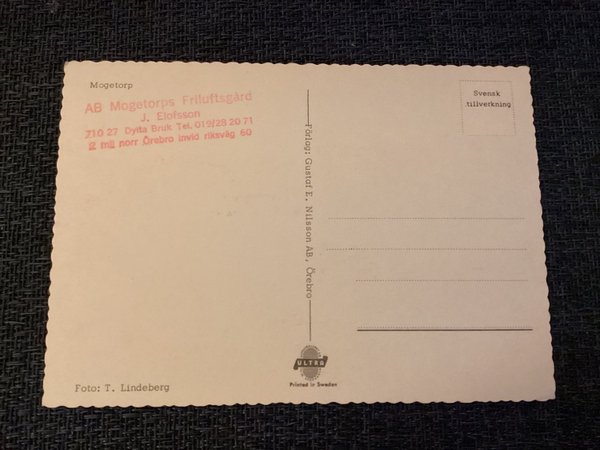 Mogetorp
AB Mogetorps Friluftsgård
J. Elofsson
710 27 Dylta Bruk Tel. 019/28 20 71
2 mil norr Örebro invid riksväg 60
Svensk
tillverkning
Förlag: Gustaf E. Nilsson AB, Örebro
ULTRA
Printed in Sweden
Foto: T. Lindeberg